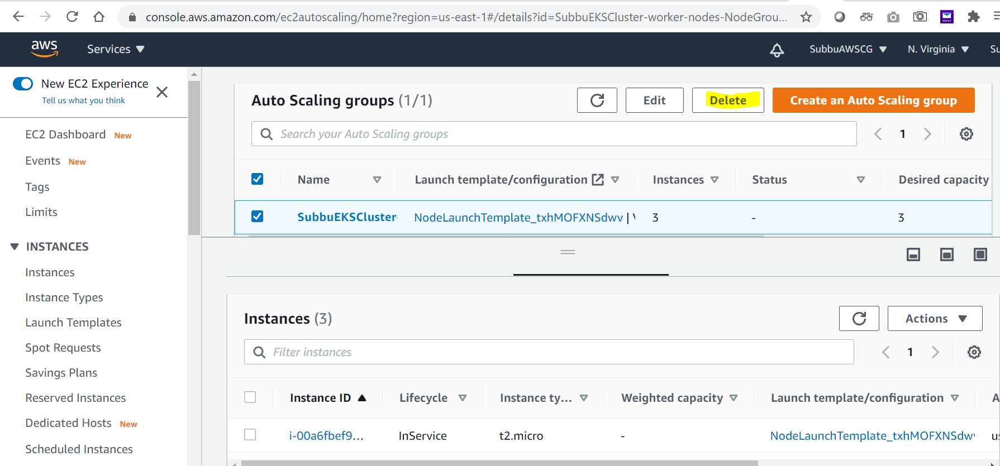 console.aws.amazon.com/ec2autoscaling/home?region=us-east-1#/details?id=SubbuEKSCluster-worker-nodes-NodeGrou...
aws
Services
SubbuAWSCG
N. Virginia
Su
New EC2 Experience
Tell us what you think
EC2 Dashboard New
Events New
Tags
Limits
INSTANCES
Instances
Instance Types
Launch Templates
Spot Requests
Savings Plans
Reserved Instances
Dedicated Hosts New
Scheduled Instances
Auto Scaling groups (1/1)
Edit
Delete
Create an Auto Scaling group
Search your Auto Scaling groups
1
Name Launch template/configuration Instances Status Desired capacity
SubbuEKSCluster- NodeLaunchTemplate_txhMOFXNSdwv | 3 - 3
Instances (3)
Actions
Filter instances
1
Instance ID Lifecycle Instance ty... Weighted capacity Launch template/configuration A
i-00a6fbef9... InService t2.micro - NodeLaunchTemplate_txhMOFXNSdwv us